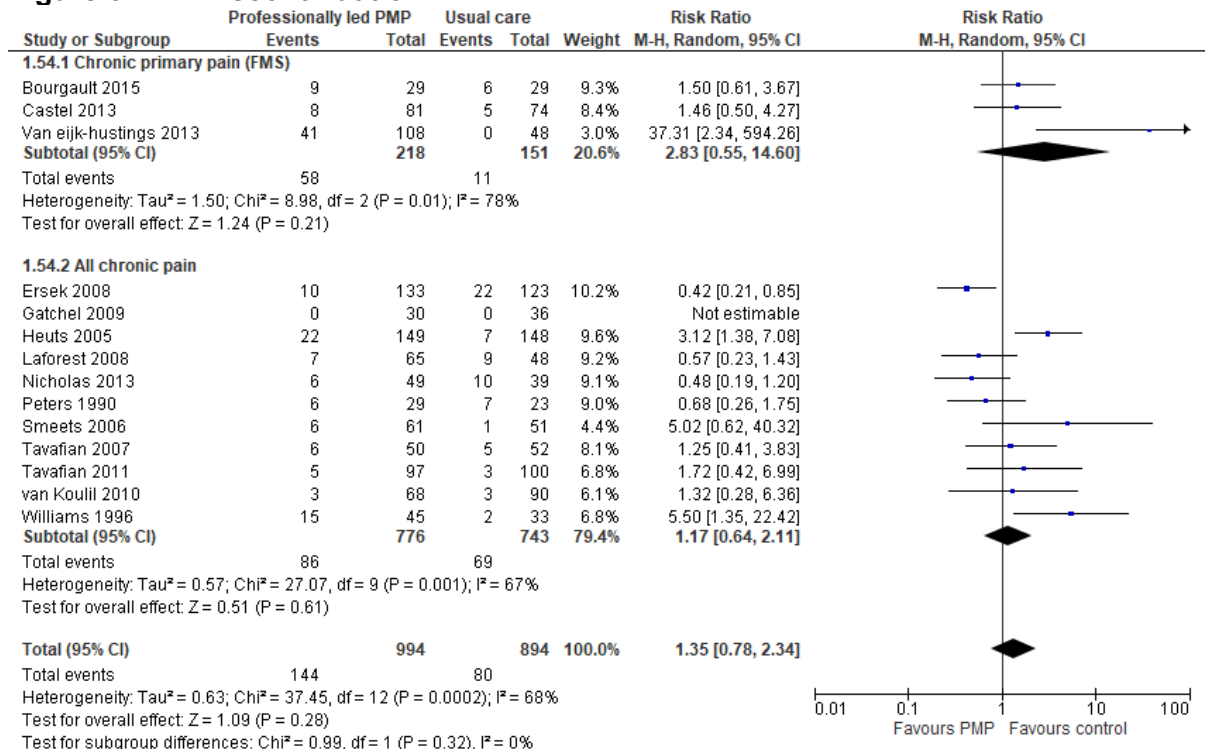 Professionally led PMP Usual care Risk Ratio Risk Ratio
Study or Subgroup Events Total Events Total Weight M-H, Random, 95% CI M-H, Random, 95% CI
1.54.1 Chronic primary pain (FMS)
Bourgault 2015 9 29 6 29 9.3% 1.50 [0.61, 3.67]
Castel 2013 8 81 5 74 8.4% 1.46 [0.50, 4.27]
Van eijk-hustings 2013 41 108 0 48 3.0% 37.31 [2.34, 594.26]
Subtotal (95% CI) 218 151 20.6% 2.83 [0.55, 14.60]
Total events 58 11
Heterogeneity: Tau² = 1.50; Chi² = 8.98, df = 2 (P = 0.01); I² = 78%
Test for overall effect: Z = 1.24 (P = 0.21)
1.54.2 All chronic pain
Ersek 2008 10 133 22 123 10.2% 0.42 [0.21, 0.85]
Gatchel 2009 0 30 0 36 Not estimable
Heuts 2005 22 149 7 148 9.6% 3.12 [1.38, 7.08]
Laforest 2008 7 65 9 48 9.2% 0.57 [0.23, 1.43]
Nicholas 2013 6 49 10 39 9.1% 0.48 [0.19, 1.20]
Peters 1990 6 29 7 23 9.0% 0.68 [0.26, 1.75]
Smeets 2006 6 61 1 51 4.4% 5.02 [0.62, 40.32]
Tavafian 2007 6 50 5 52 8.1% 1.25 [0.41, 3.83]
Tavafian 2011 5 97 3 100 6.8% 1.72 [0.42, 6.99]
van Koulil 2010 3 68 3 90 6.1% 1.32 [0.28, 6.36]
Williams 1996 15 45 2 33 6.8% 5.50 [1.35, 22.42]
Subtotal (95% CI) 776 743 79.4% 1.17 [0.64, 2.11]
Total events 86 69
Heterogeneity: Tau² = 0.57; Chi² = 27.07, df = 9 (P = 0.001); I² = 67%
Test for overall effect: Z = 0.51 (P = 0.61)
Total (95% CI) 994 894 100.0% 1.35 [0.78, 2.34]
Total events 144 80
Heterogeneity: Tau² = 0.63; Chi² = 37.45, df = 12 (P = 0.0002); I² = 68%
Test for overall effect: Z = 1.09 (P = 0.28)
Test for subgroup differences: Chi² = 0.99, df = 1 (P = 0.32), I² = 0%
0.01 0.1 1 10 100
Favours PMP Favours control